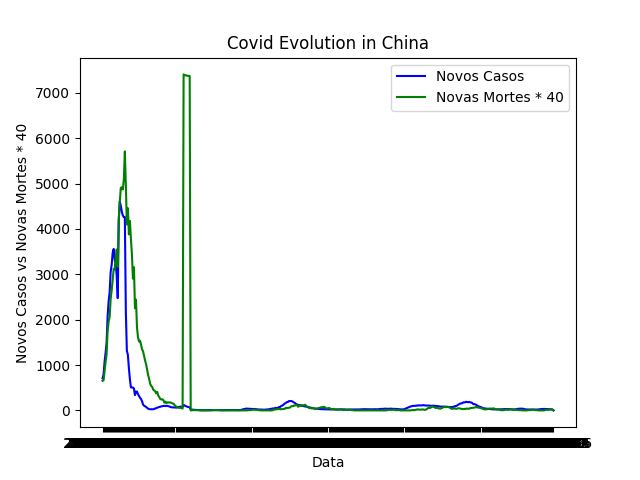 Covid Evolution in China
Novos Casos
Novas Mortes * 40
Novos Casos vs Novas Mortes * 40
7000
6000
5000
4000
3000
2000
1000
0
Data